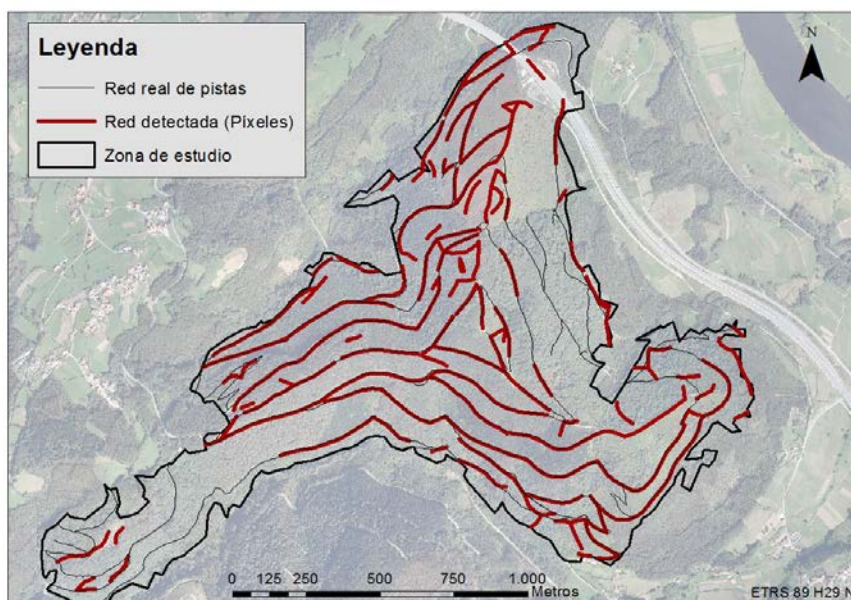 Leyenda
Red real de pistas
Red detectada (Píxeles)
Zona de estudio
N
0 125 250 500 750 1.000
Metros
ETRS 89 H29 N